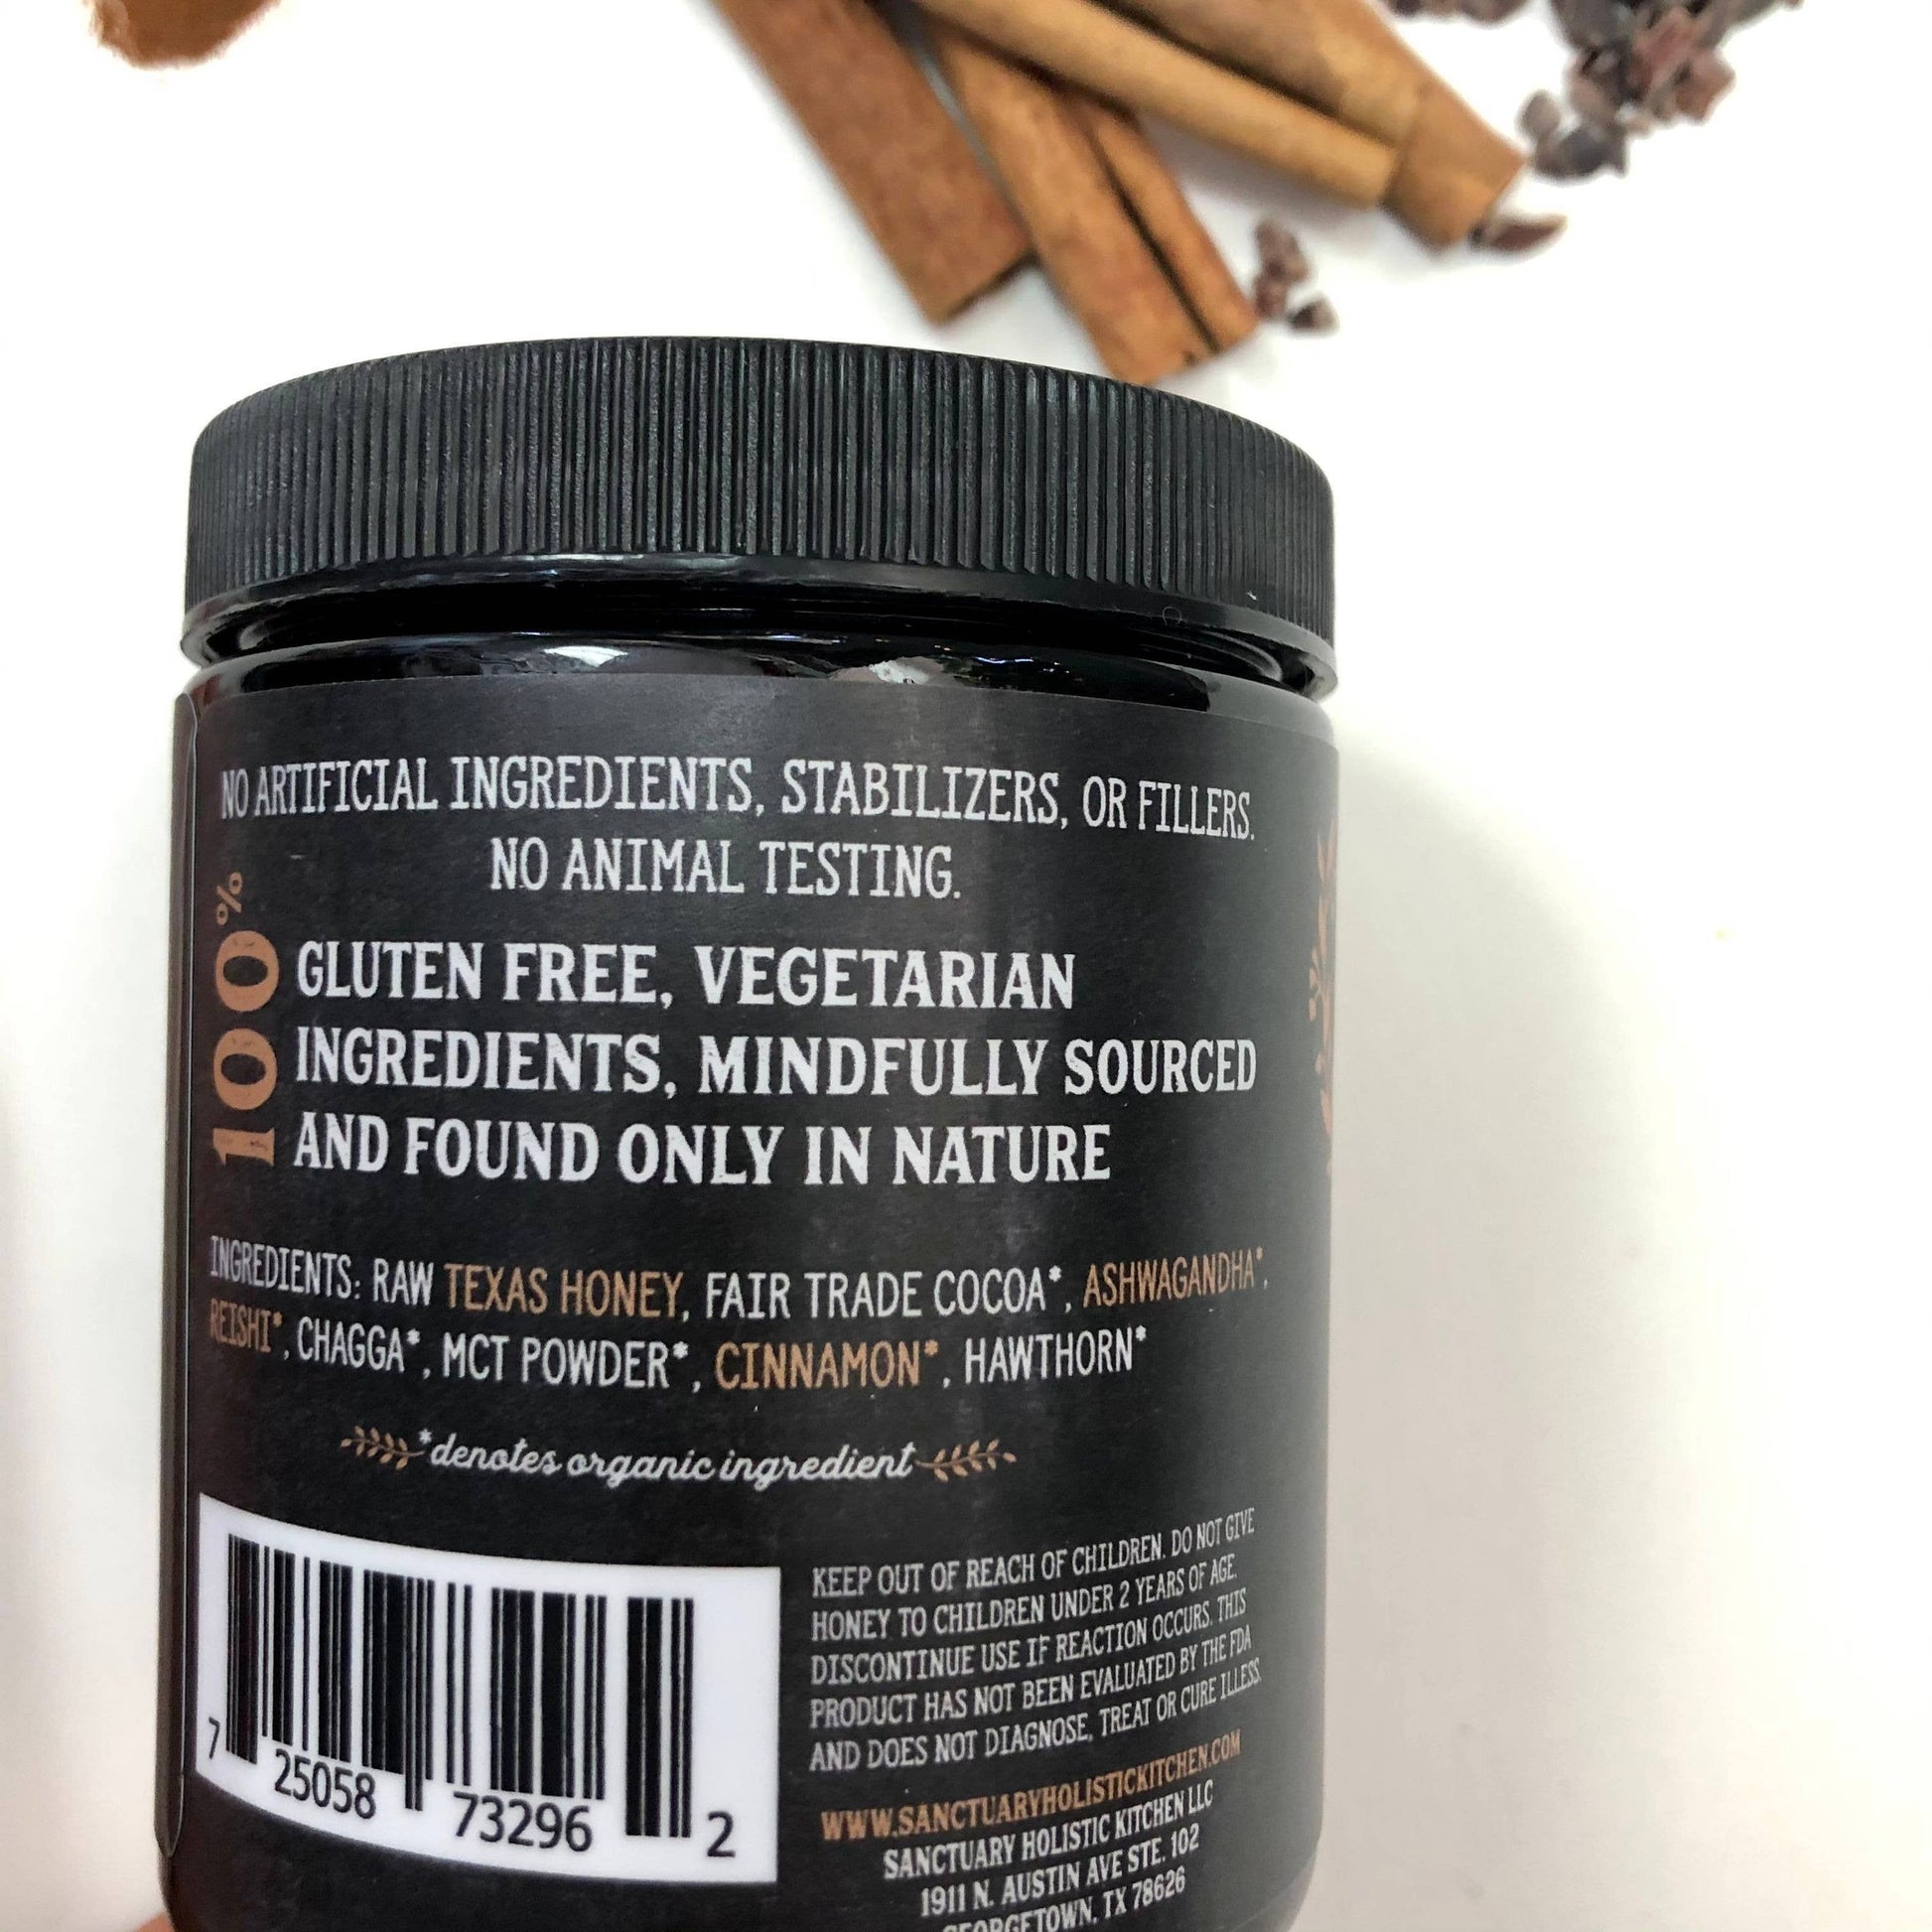 NO ARTIFICIAL INGREDIENTS, STABILIZERS, OR FILLERS.
NO ANIMAL TESTING.
100%
GLUTEN FREE, VEGETARIAN
INGREDIENTS, MINDFULLY SOURCED
AND FOUND ONLY IN NATURE
INGREDIENTS: RAW TEXAS HONEY, FAIR TRADE COCOA*, ASHWAGANDHA*,
REISHI*, CHAGGA*, MCT POWDER*, CINNAMON*, HAWTHORN*
*denotes organic ingredient
7 25058 73296 2
KEEP OUT OF REACH OF CHILDREN. DO NOT GIVE
HONEY TO CHILDREN UNDER 2 YEARS OF AGE.
DISCONTINUE USE IF REACTION OCCURS. THIS
PRODUCT HAS NOT BEEN EVALUATED BY THE FDA
AND DOES NOT DIAGNOSE, TREAT OR CURE ILLESS.
WWW.SANCTUARYHOLISTICKITCHEN.COM
SANCTUARY HOLISTIC KITCHEN LLC
1911 N. AUSTIN AVE STE. 102
GEORGETOWN, TX 78626